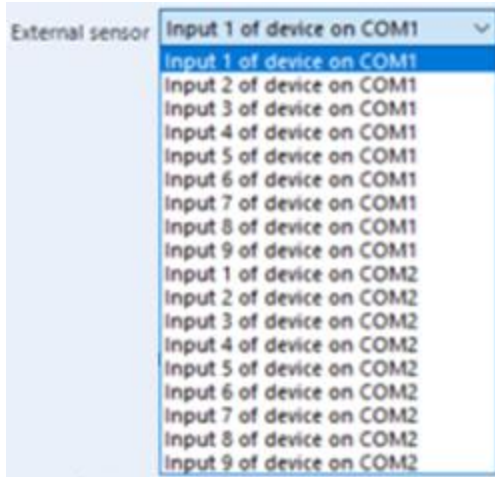 External sensor Input 1 of device on COM1
Input 1 of device on COM1
Input 2 of device on COM1
Input 3 of device on COM1
Input 4 of device on COM1
Input 5 of device on COM1
Input 6 of device on COM1
Input 7 of device on COM1
Input 8 of device on COM1
Input 9 of device on COM1
Input 1 of device on COM2
Input 2 of device on COM2
Input 3 of device on COM2
Input 4 of device on COM2
Input 5 of device on COM2
Input 6 of device on COM2
Input 7 of device on COM2
Input 8 of device on COM2
Input 9 of device on COM2